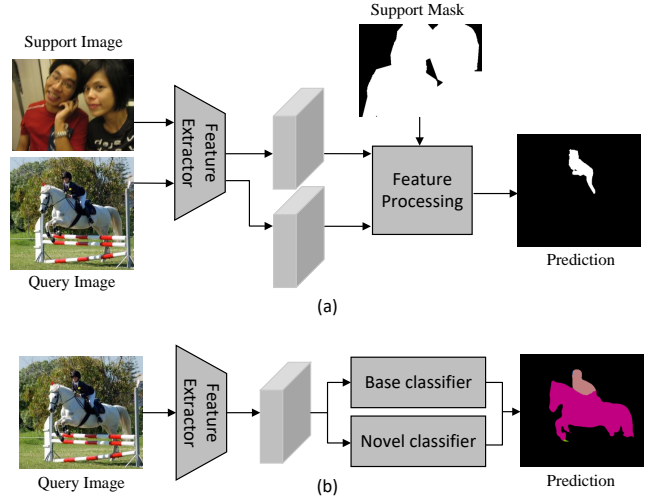 Support Mask
Support Image
Feature
Extractor
Feature
Processing
Query Image
Prediction
(a)
Feature
Extractor
Base classifier
Novel classifier
Query Image
(b)
Prediction